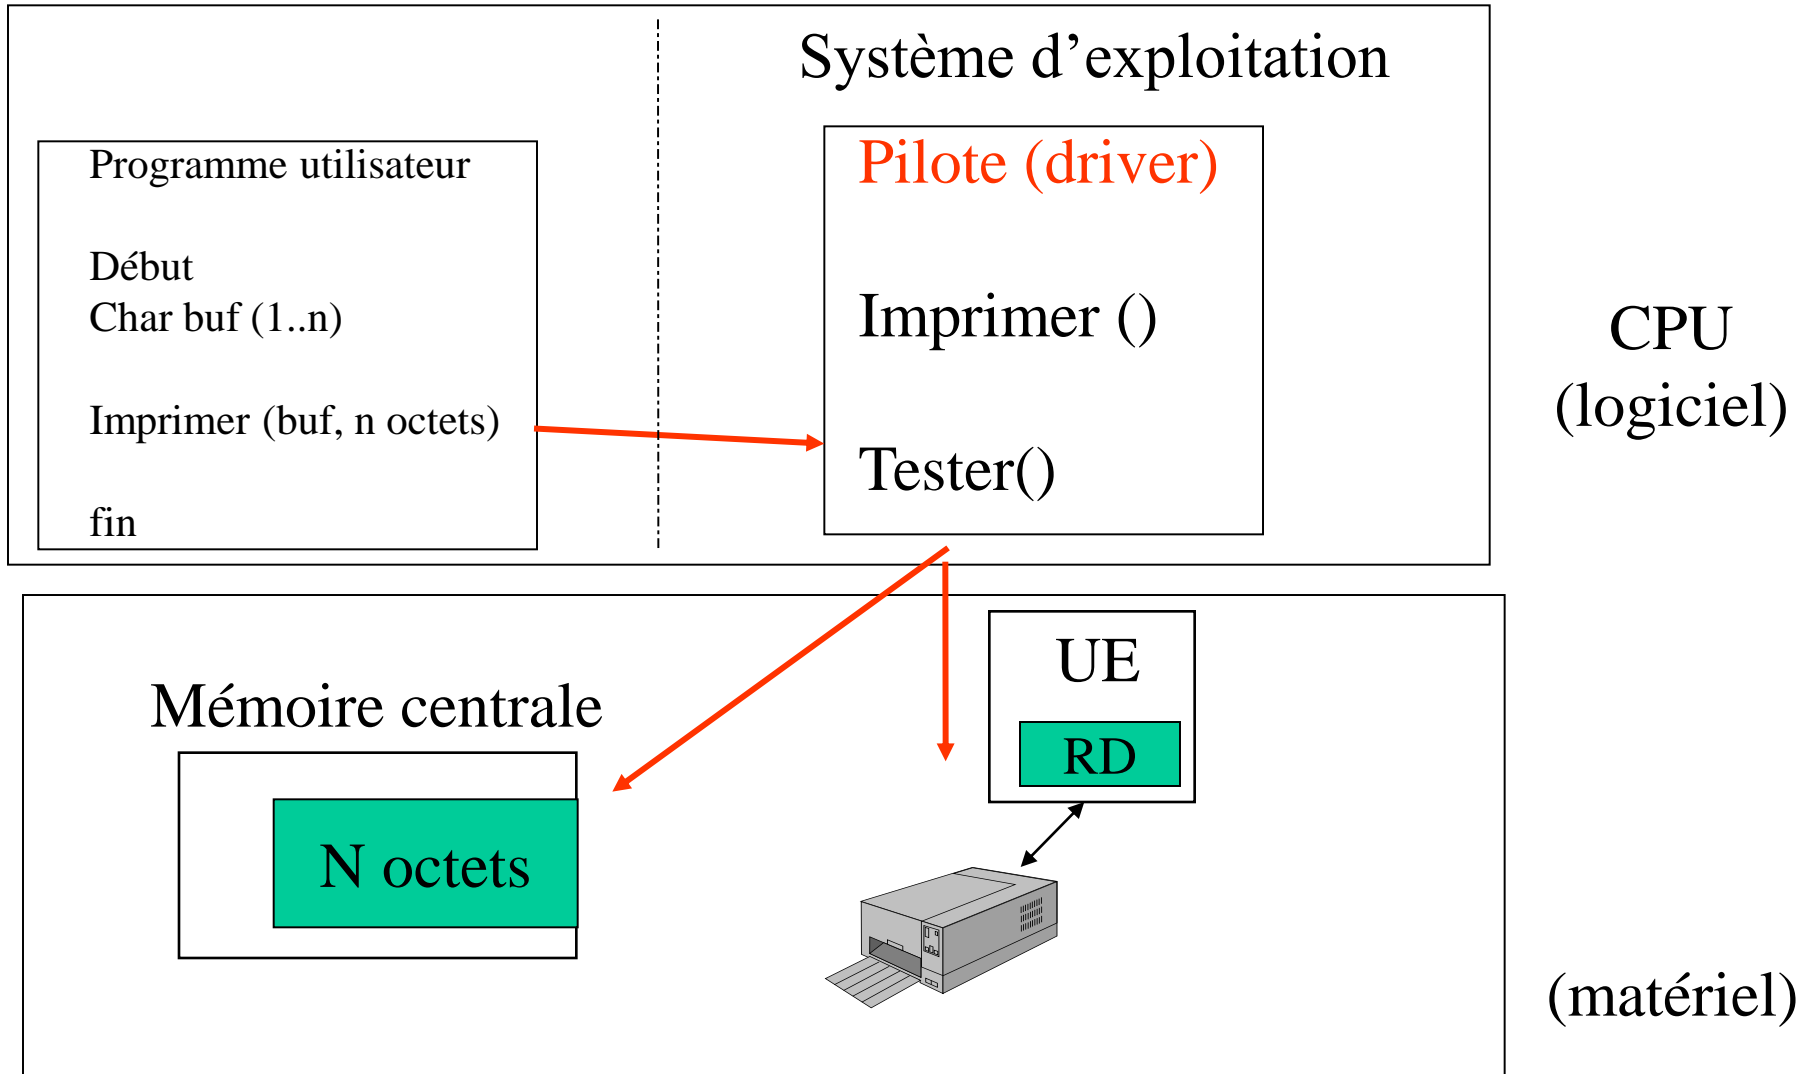 Système d’exploitation
Programme utilisateur
Début
Char buf (1..n)
Imprimer (buf, n octets)
fin
Pilote (driver)
Imprimer ()
Tester()
CPU
(logiciel)
Mémoire centrale
N octets
UE
RD
(matériel)